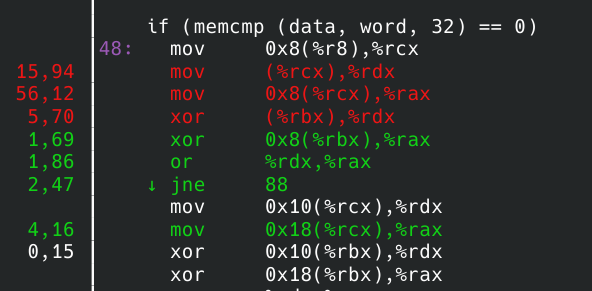 if (memcmp (data, word, 32) == 0)
48: mov 0x8(%r8),%rcx
15,94 mov (%rcx),%rdx
56,12 mov 0x8(%rcx),%rax
5,70 xor (%rbx),%rdx
1,69 xor 0x8(%rbx),%rax
1,86 or %rdx,%rax
2,47 ↓ jne 88
mov 0x10(%rcx),%rdx
4,16 mov 0x18(%rcx),%rax
0,15 xor 0x10(%rbx),%rdx
xor 0x18(%rbx),%rax